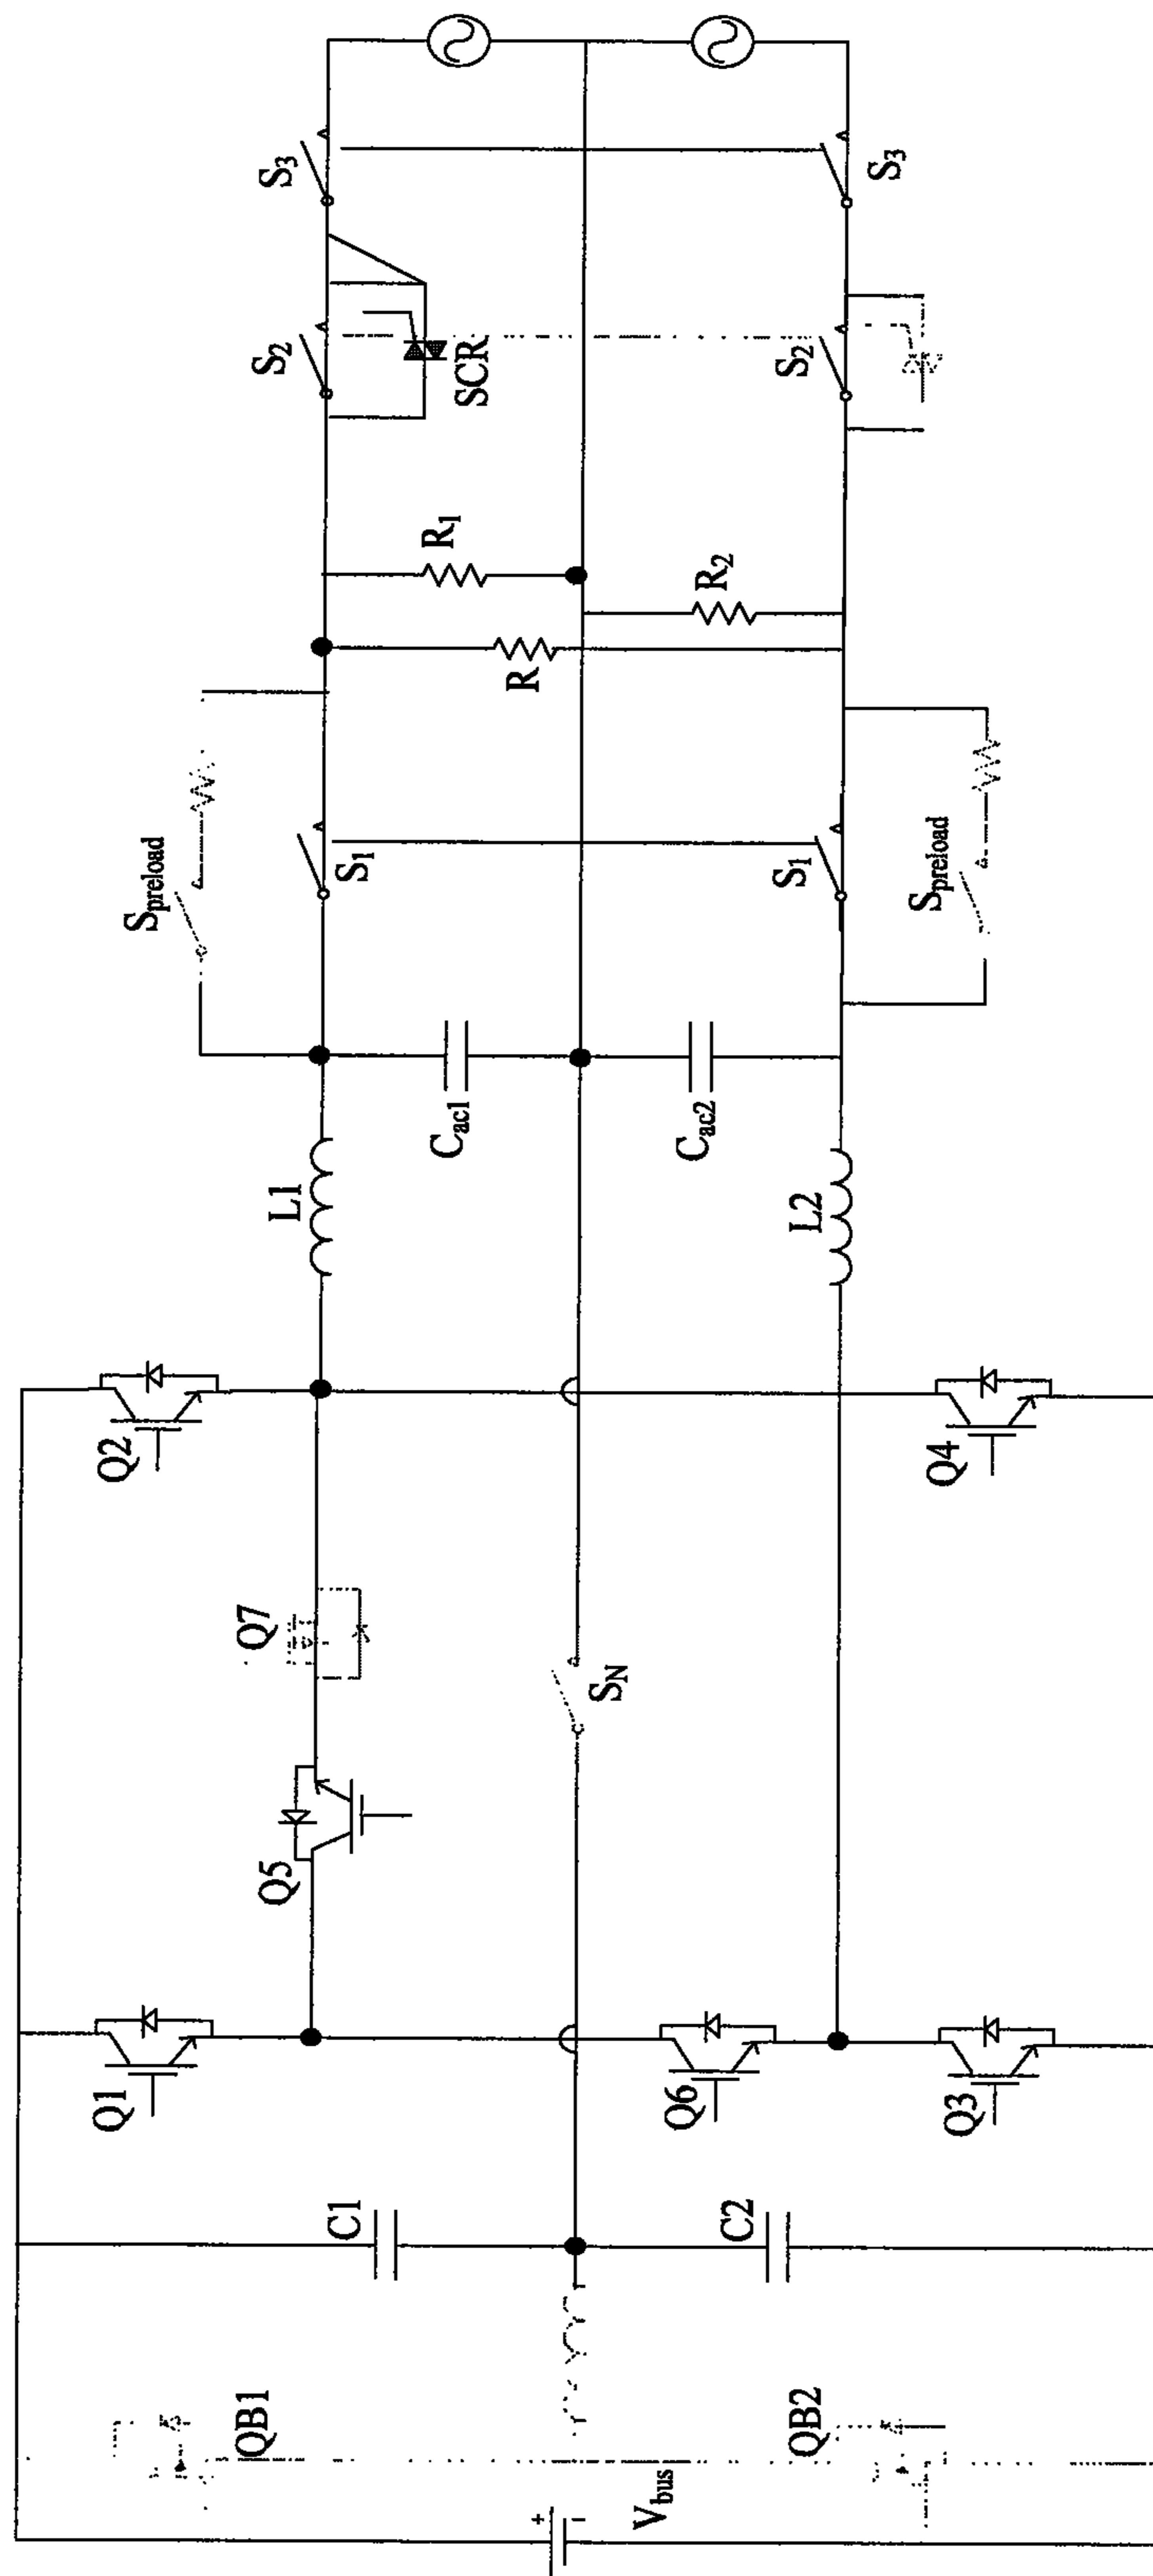 S₃
S₃
S₂
SCR
S₂
R₁
R₂
R
Spreload
S₁
S₁
Spreload
Cac1
Cac2
L1
L2
Q2
Q4
Q7
SN
Q5
Q1
Q6
Q3
C1
C2
QB1
QB2
+
-
Vbus